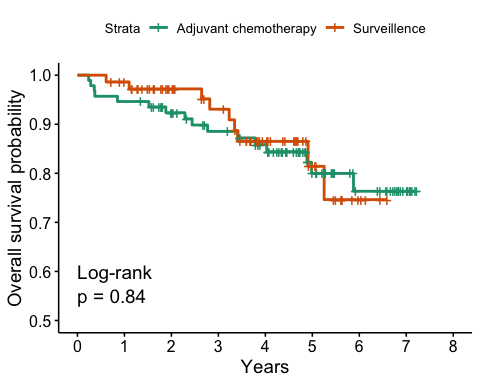 Strata Adjuvant chemotherapy Surveillence
Overall survival probability
1.0
0.9
0.8
0.7
0.6
0.5
Log-rank
p = 0.84
0 1 2 3 4 5 6 7 8
Years